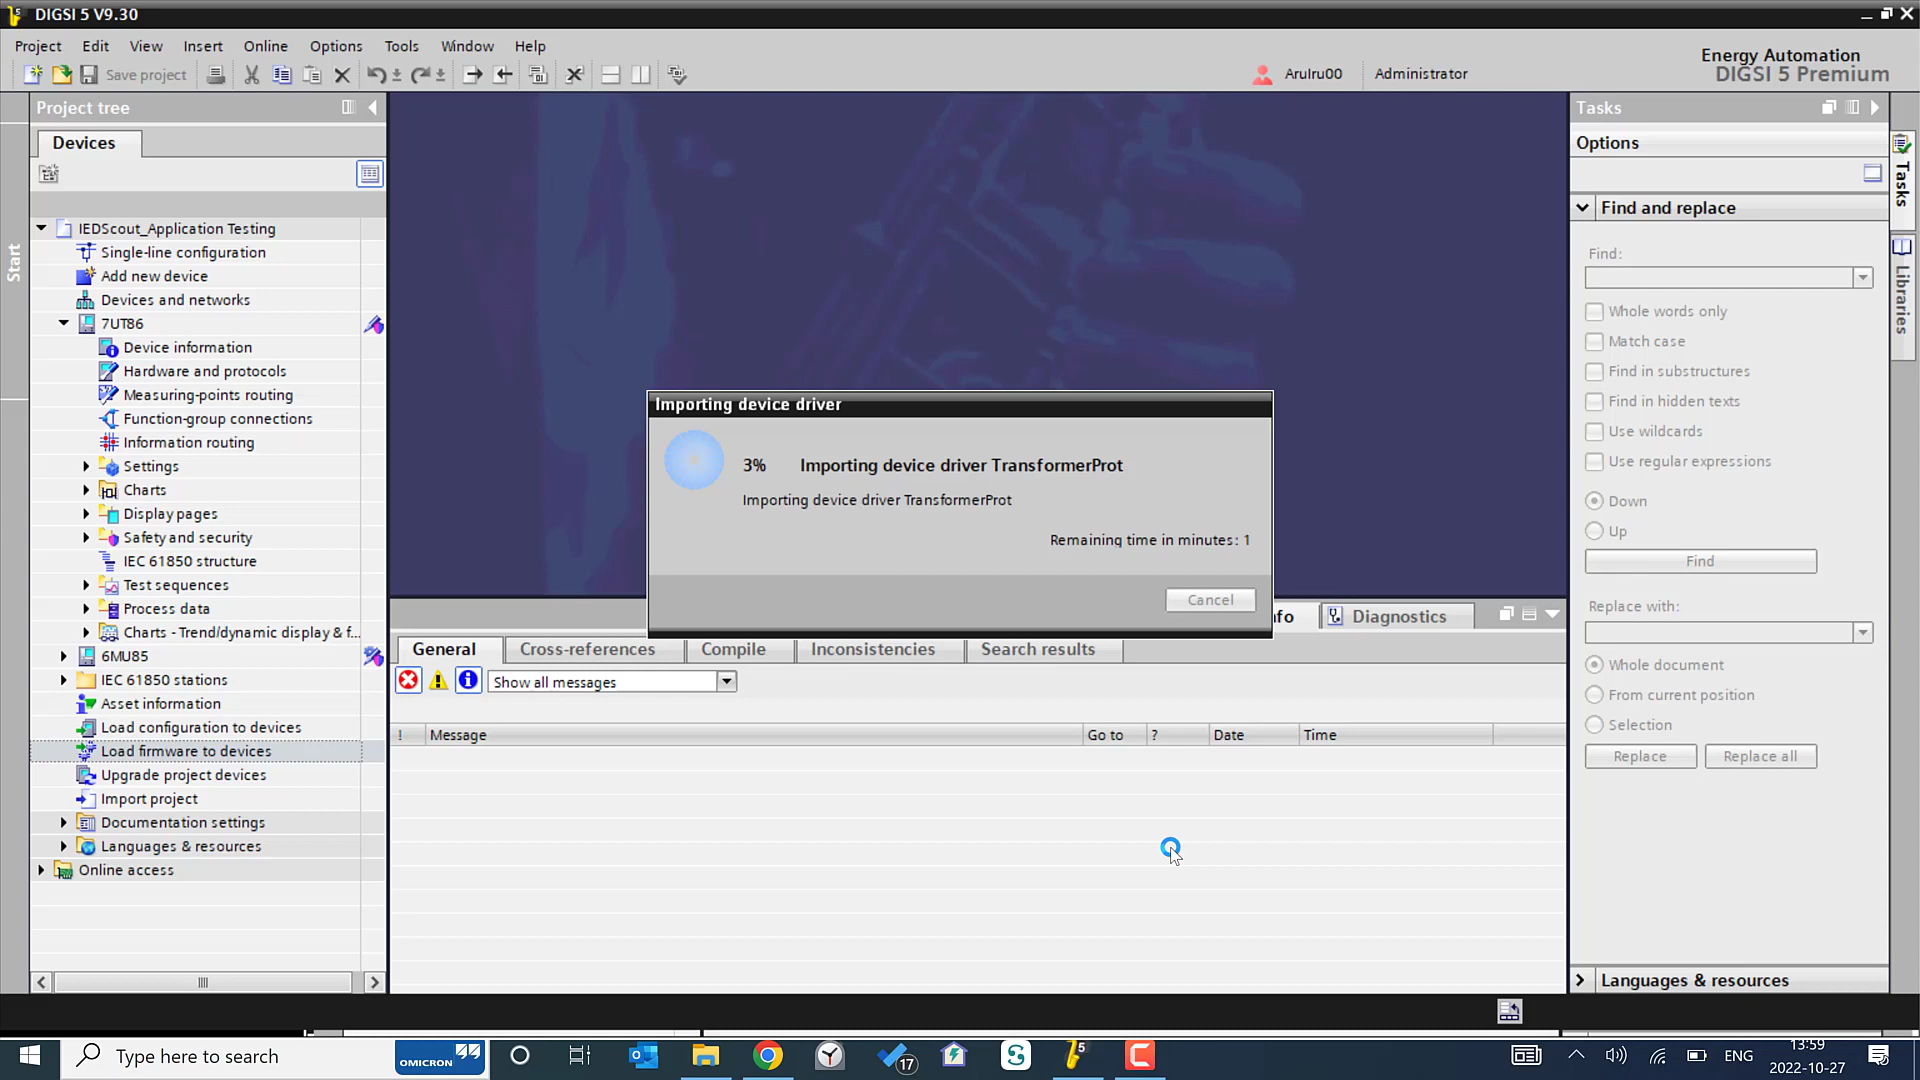 DIGSI 5 V9.30
Project Edit View Insert Online Options Tools Window Help
Save project
AruIru00 Administrator
Energy Automation
DIGSI 5 Premium
Start
Project tree
Devices
IEDScout_Application Testing
Single-line configuration
Add new device
Devices and networks
7UT86
Device information
Hardware and protocols
Measuring-points routing
Function-group connections
Information routing
Settings
Charts
Display pages
Safety and security
IEC 61850 structure
Test sequences
Process data
Charts - Trend/dynamic display & f...
6MU85
IEC 61850 stations
Asset information
Load configuration to devices
Load firmware to devices
Upgrade project devices
Import project
Documentation settings
Languages & resources
Online access
Importing device driver
3% Importing device driver TransformerProt
Importing device driver TransformerProt
Remaining time in minutes: 1
Cancel
nfo Diagnostics
General Cross-references Compile Inconsistencies Search results
Show all messages
! Message Go to ? Date Time
Tasks
Options
Find and replace
Find:
Whole words only
Match case
Find in substructures
Find in hidden texts
Use wildcards
Use regular expressions
Down
Up
Find
Replace with:
Whole document
From current position
Selection
Replace Replace all
Languages & resources
Tasks
Libraries
Type here to search
OMICRON
17
5
ENG
13:59
2022-10-27